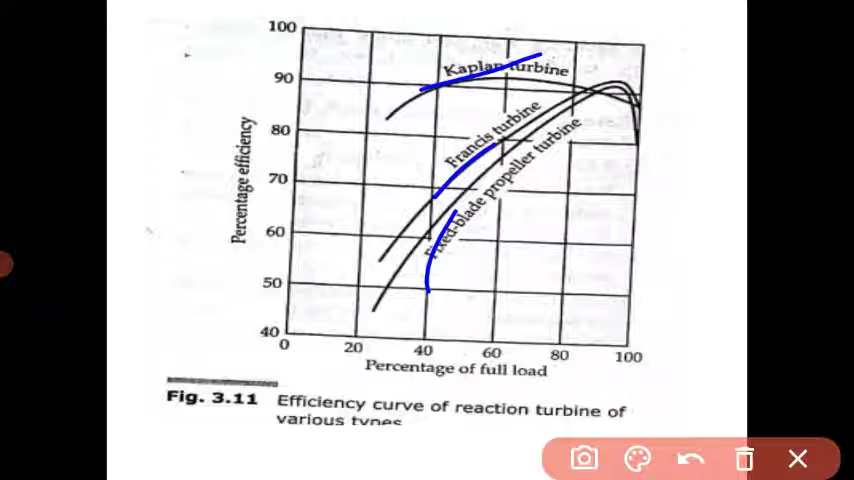 100
90
80
70
60
50
40
Percentage efficiency
Kaplan turbine
Francis turbine
Fixed-blade propeller turbine
0
20
40
60
80
100
Percentage of full load
Fig. 3.11 Efficiency curve of reaction turbine of
various types